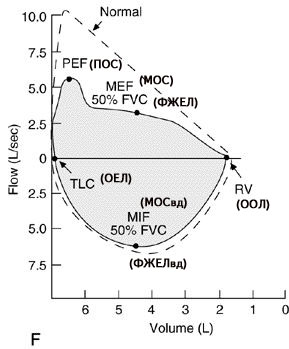 10.0
Normal
7.5
PEF (ПОС)
MEF (МОС)
50% FVC (ФЖЕЛ)
5.0
2.5
0
TLC (ОЕЛ)
RV
(ООЛ)
Flow (L/sec)
2.5
(МОСвд)
MIF
50% FVC
5.0
(ФЖЕЛвд)
7.5
6 5 4 3 2 1 0
Volume (L)
F